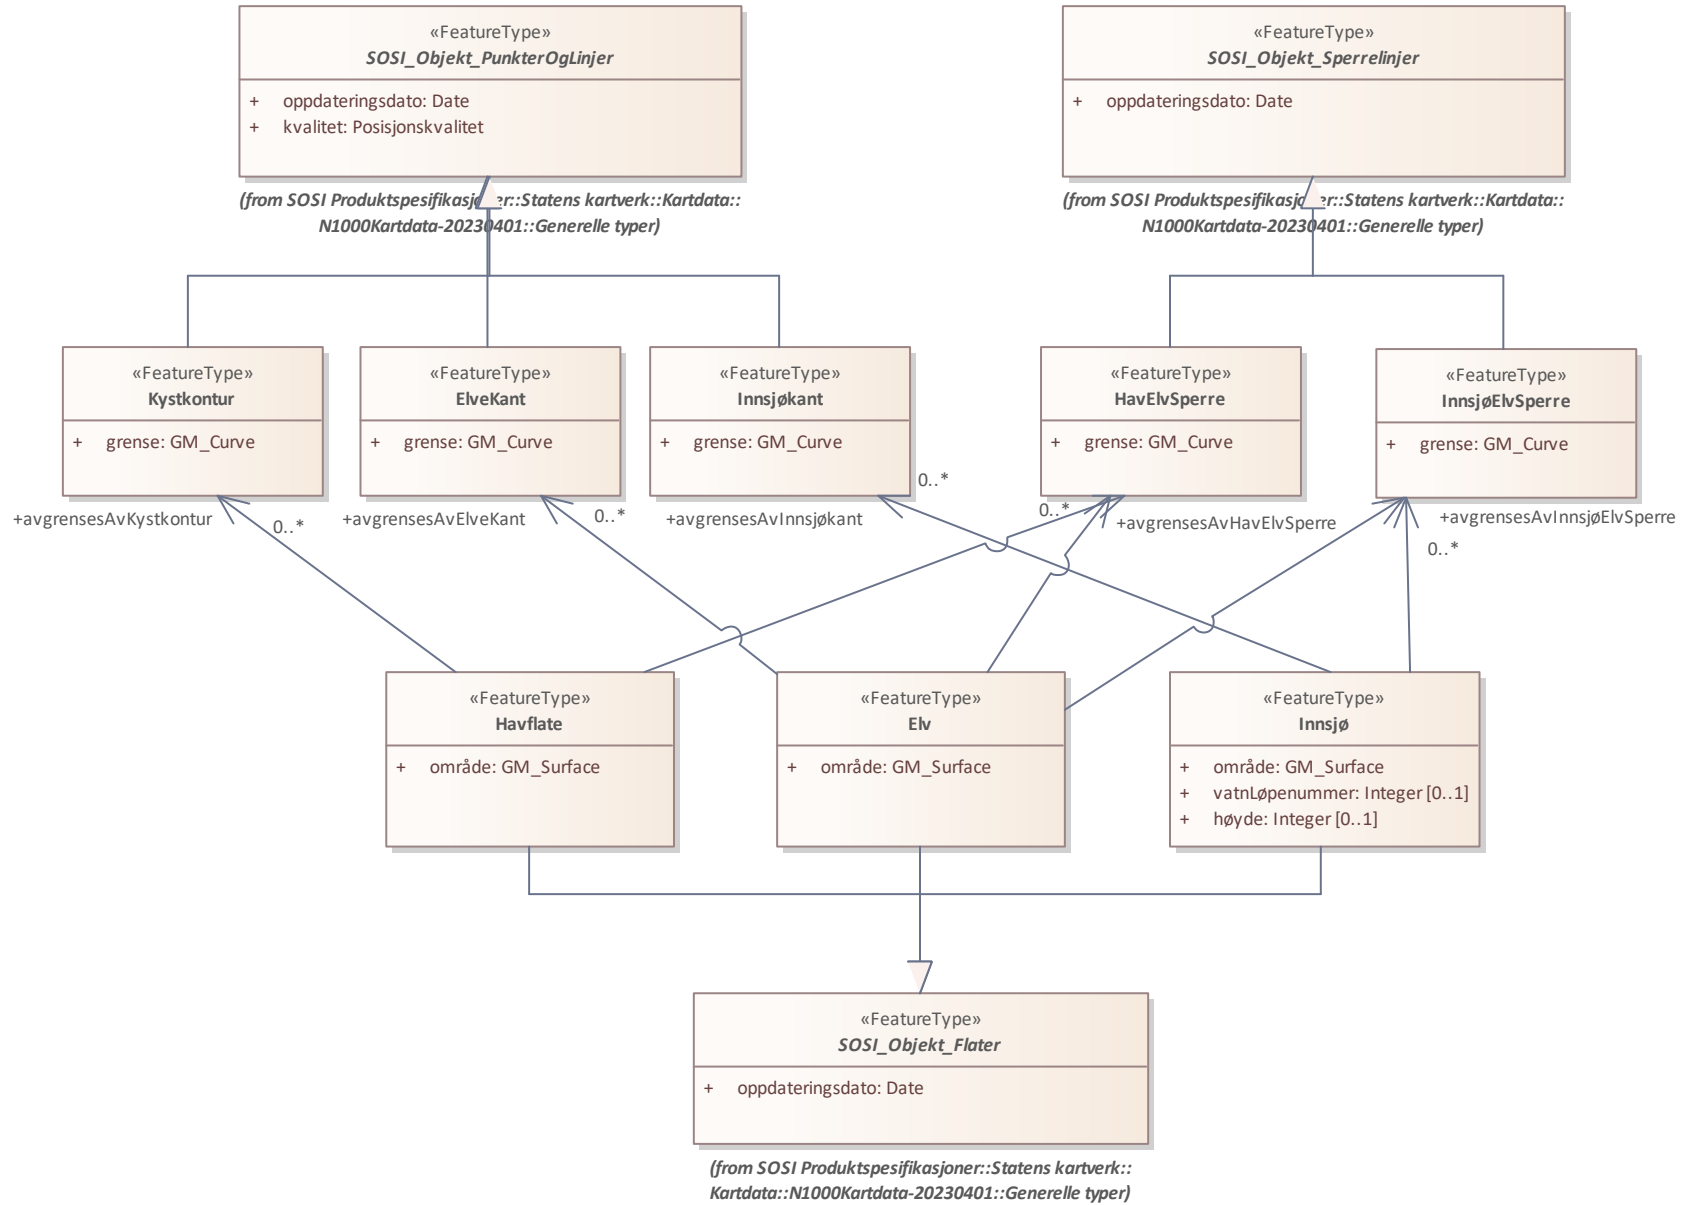 «FeatureType»
SOSI_Objekt_PunkterOgLinjer
+ oppdateringsdato: Date
+ kvalitet: Posisjonskvalitet
(from SOSI Produktspesifikasjoner::Statens kartverk::Kartdata::
N1000Kartdata-20230401::Generelle typer)
«FeatureType»
SOSI_Objekt_Sperrelinjer
+ oppdateringsdato: Date
(from SOSI Produktspesifikasjoner::Statens kartverk::Kartdata::
N1000Kartdata-20230401::Generelle typer)
«FeatureType»
Kystkontur
+ grense: GM_Curve
«FeatureType»
ElveKant
+ grense: GM_Curve
«FeatureType»
Innsjøkant
+ grense: GM_Curve
«FeatureType»
HavElvSperre
+ grense: GM_Curve
«FeatureType»
InnsjøElvSperre
+ grense: GM_Curve
+avgrensesAvKystkontur
0..*
+avgrensesAvElveKant
0..*
+avgrensesAvInnsjøkant
0..*
0..*
+avgrensesAvHavElvSperre
+avgrensesAvInnsjøElvSperre
0..*
«FeatureType»
Havflate
+ område: GM_Surface
«FeatureType»
Elv
+ område: GM_Surface
«FeatureType»
Innsjø
+ område: GM_Surface
+ vatnLøpenummer: Integer [0..1]
+ høyde: Integer [0..1]
«FeatureType»
SOSI_Objekt_Flater
+ oppdateringsdato: Date
(from SOSI Produktspesifikasjoner::Statens kartverk::
Kartdata::N1000Kartdata-20230401::Generelle typer)